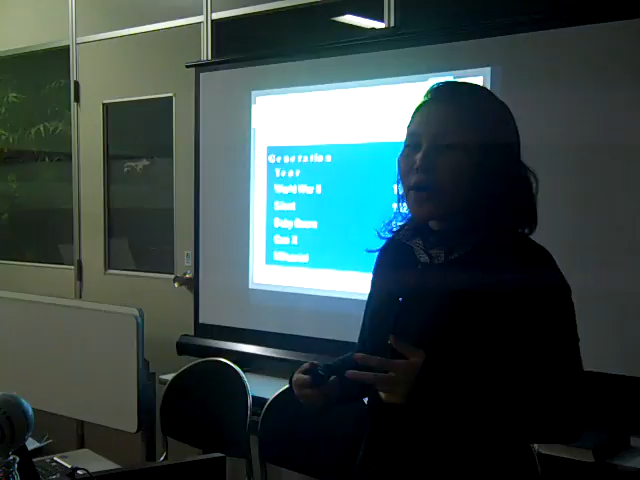 Generation
Year
World War II
Silent
Baby Boom
Gen X
Millennial